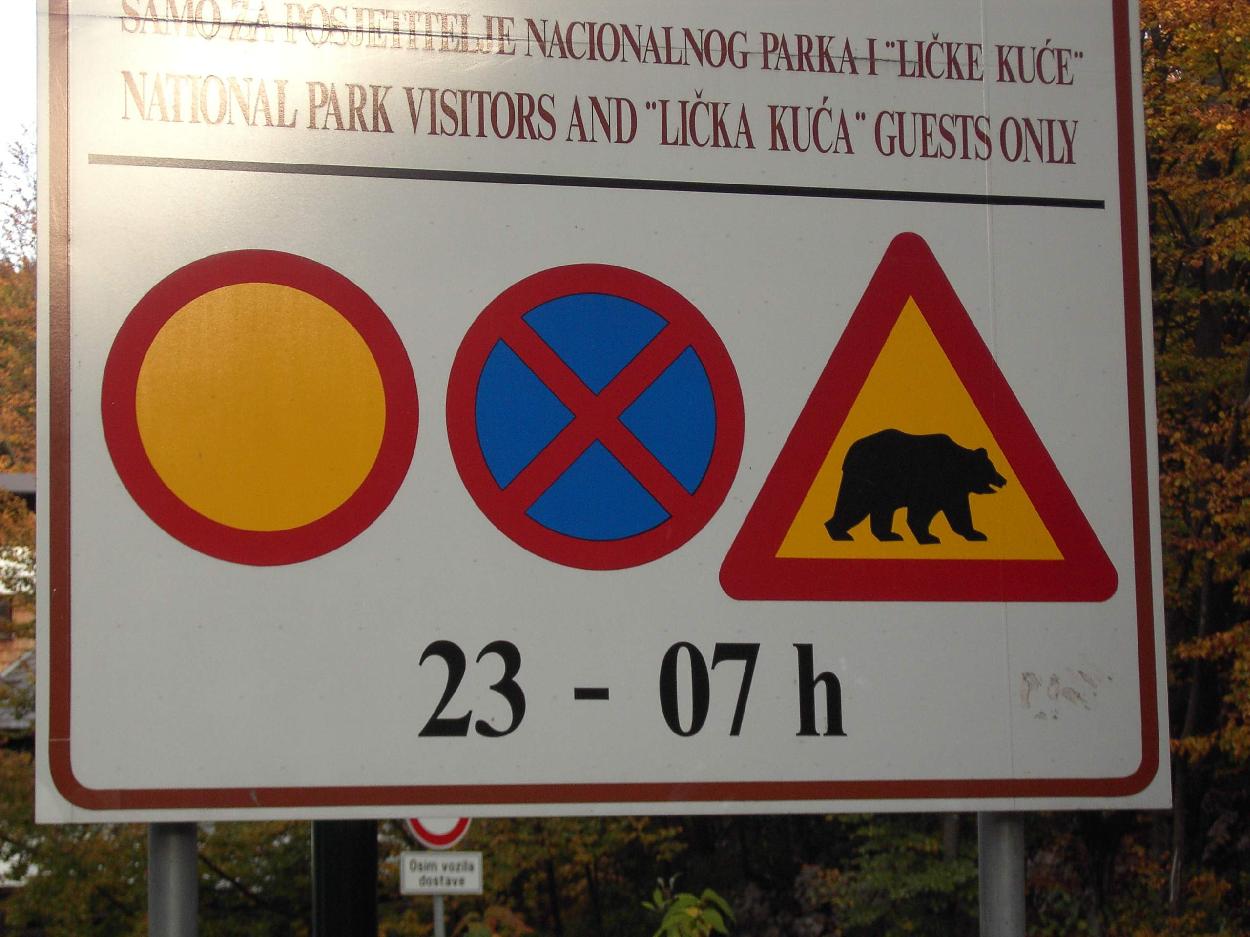 SAMO ZA POSJETITELJE NACIONALNOG PARKA I "LIČKE KUĆE"
NATIONAL PARK VISITORS AND "LIČKA KUĆA" GUESTS ONLY
23 - 07 h
Osim vozila
dostave